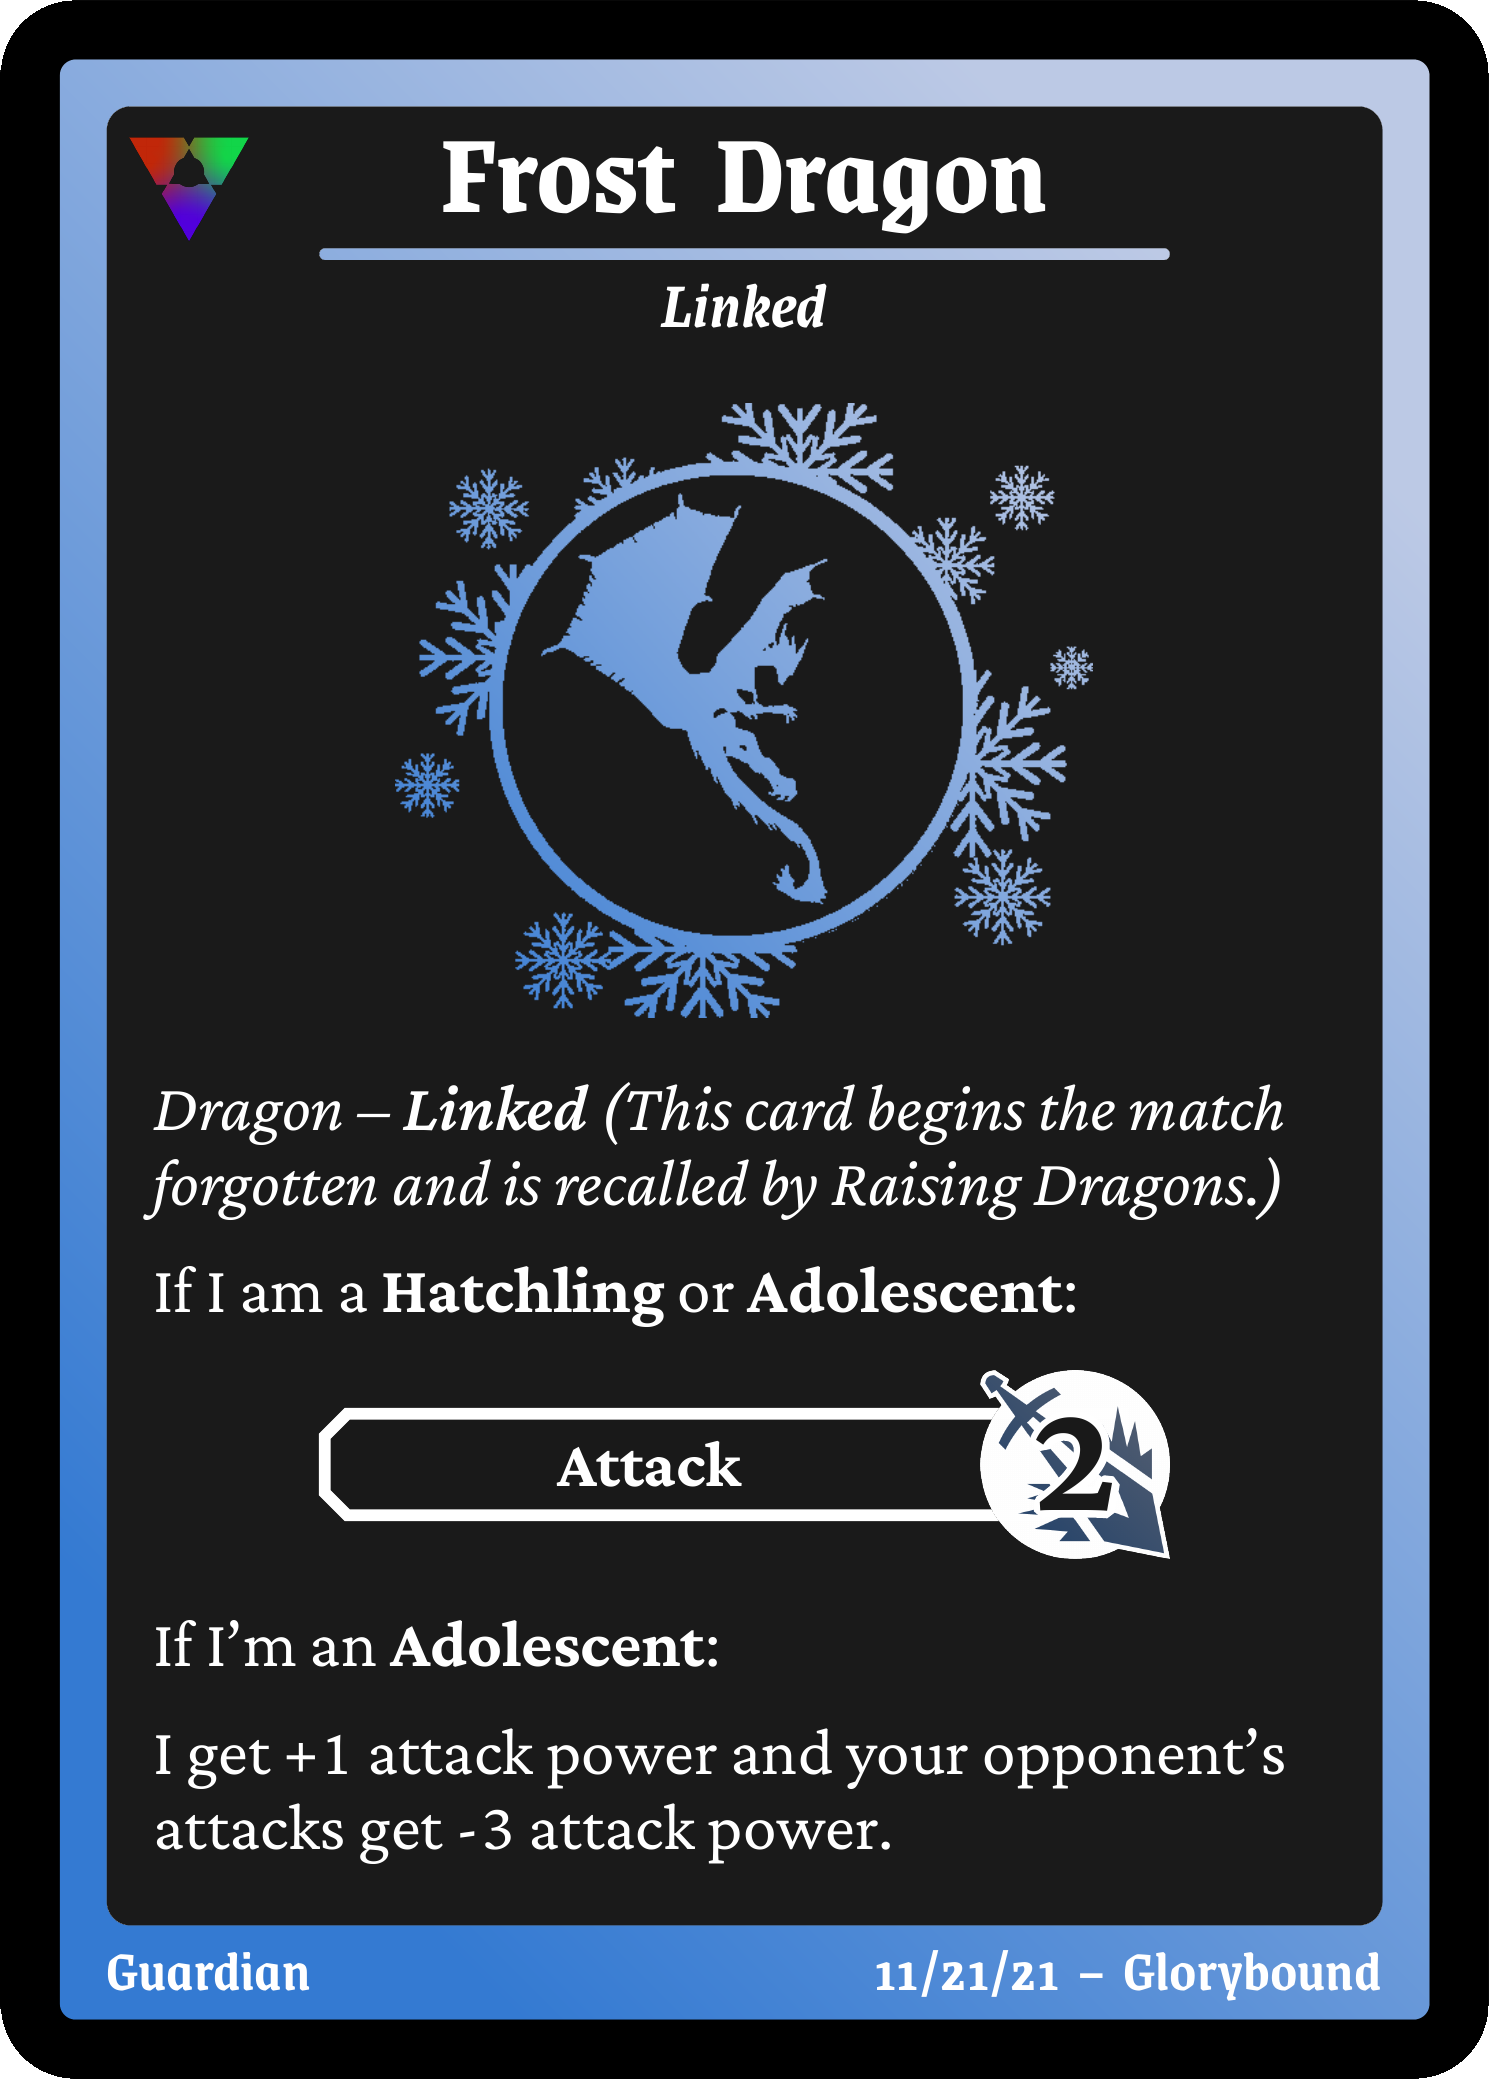 Frost Dragon
Linked
Dragon – Linked (This card begins the match
forgotten and is recalled by Raising Dragons.)
If I am a Hatchling or Adolescent:
Attack
2
If I’m an Adolescent:
I get +1 attack power and your opponent’s
attacks get -3 attack power.
Guardian
11/21/21 – Glorybound